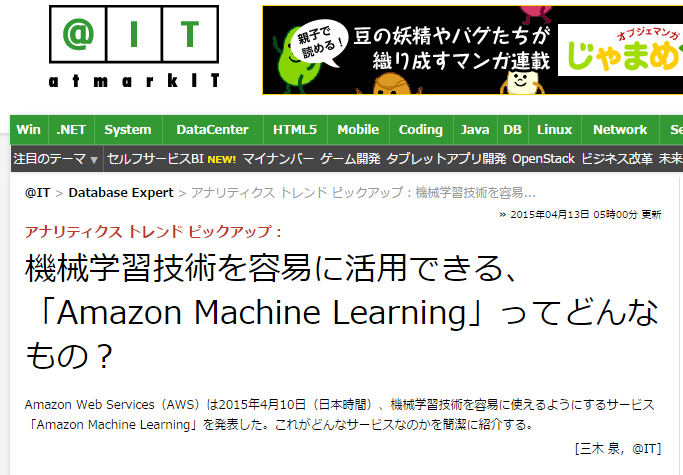 @IT
atmarkIT
親子で
読める!
豆の妖精やバグたちが
織り成すマンガ連載
オブジェマンガ
じゃまめ
Win .NET System DataCenter HTML5 Mobile Coding Java DB Linux Network Se
注目のテーマ ▼ セルフサービスBI NEW! マイナンバー ゲーム開発 タブレットアプリ開発 OpenStack ビジネス改革 未来
@IT > Database Expert > アナリティクス トレンド ピックアップ：機械学習技術を容易...
» 2015年04月13日 05時00分 更新
アナリティクス トレンド ピックアップ：
機械学習技術を容易に活用できる、
「Amazon Machine Learning」ってどんな
もの？
Amazon Web Services（AWS）は2015年4月10日（日本時間）、機械学習技術を容易に使えるようにするサービス
「Amazon Machine Learning」を発表した。これがどんなサービスなのかを簡潔に紹介する。
[三木 泉，@IT]